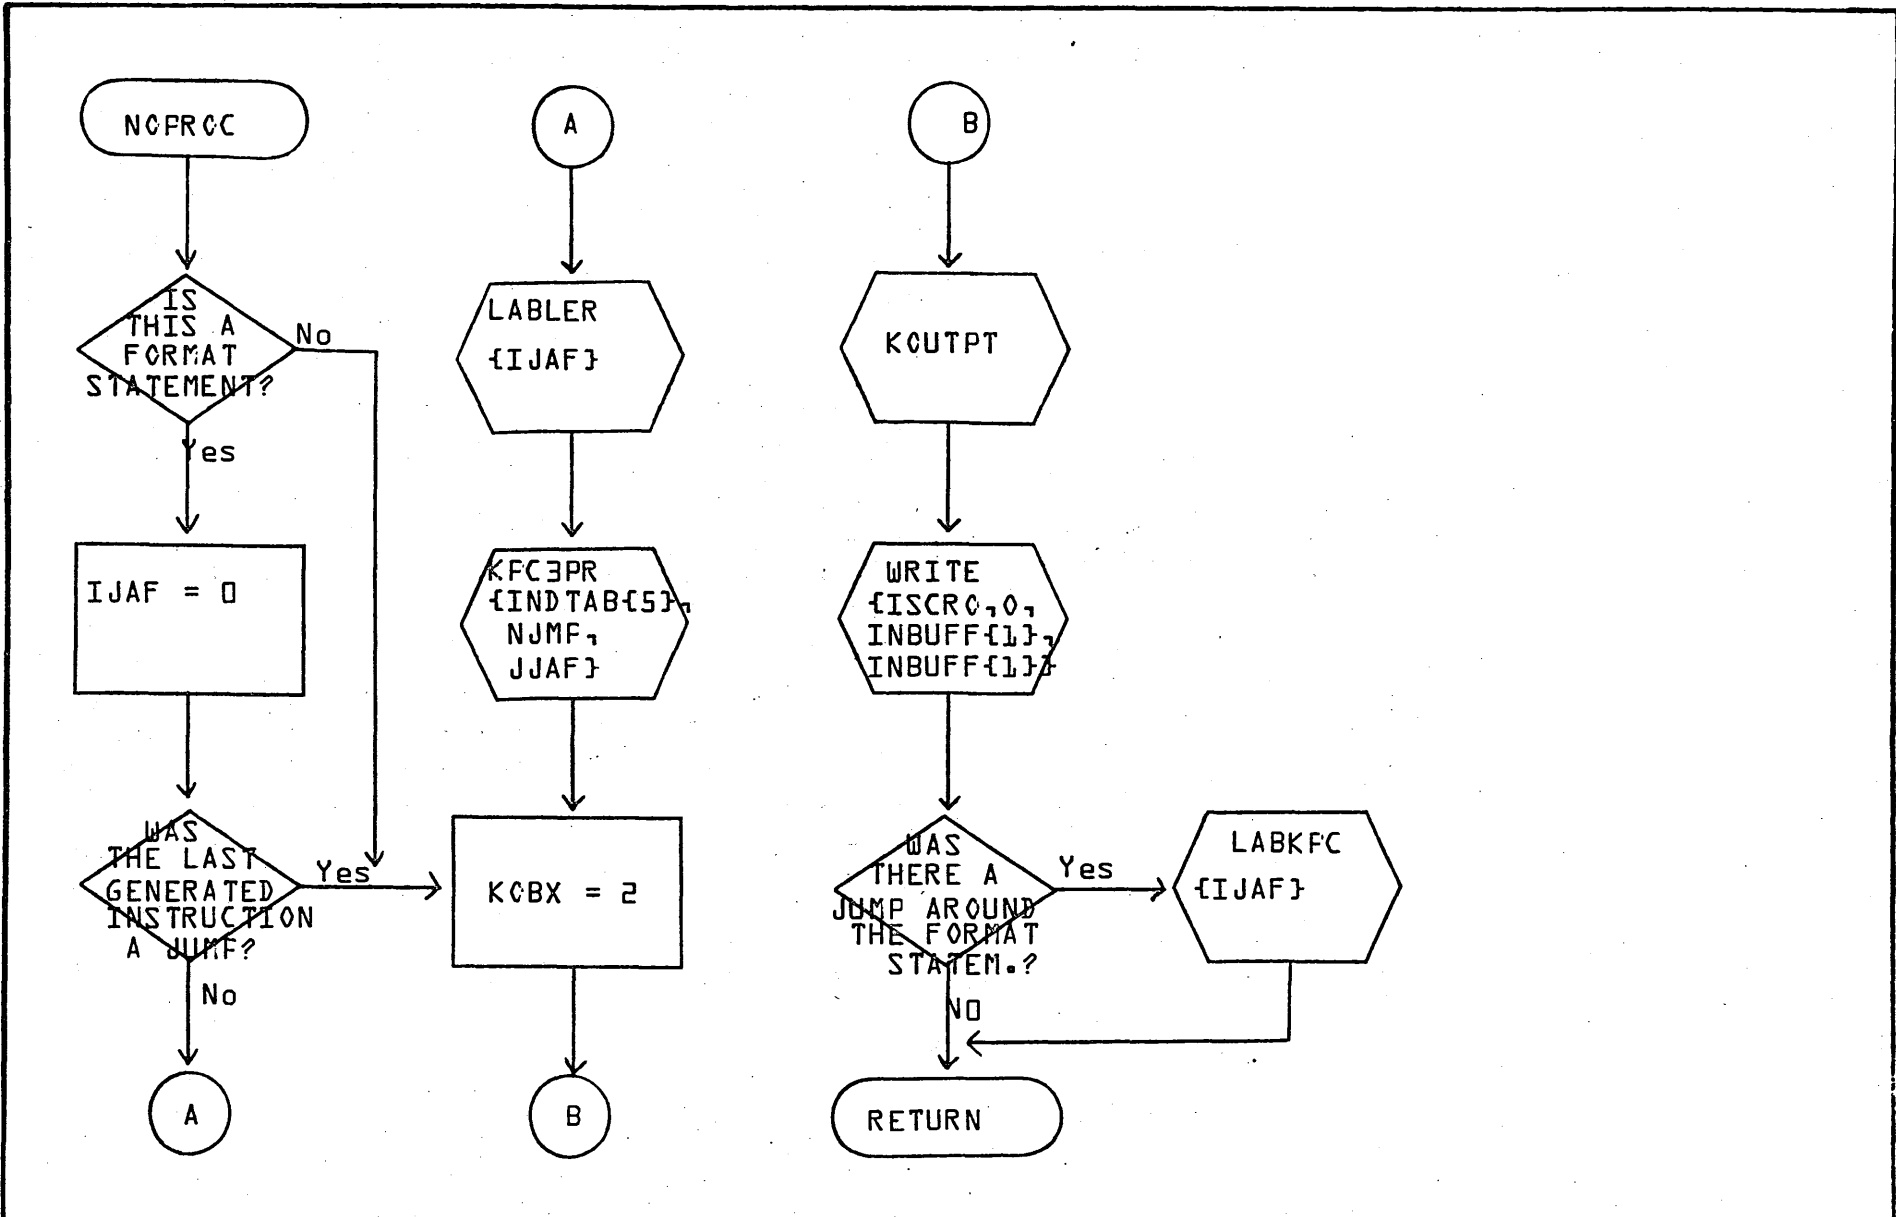 NOPROC
IS
THIS A
FORMAT
STATEMENT?
No
Yes
IJAF = 0
WAS
THE LAST
GENERATED
INSTRUCTION
A JUMP?
Yes
No
A
A
LABLER
{IJAF}
KFC3PR
{INDTAB{5},
NJMP,
JJAF}
KOBX = 2
B
B
KOUTPT
WRITE
{ISCRO,0,
INBUFF{1},
INBUFF{1}}
WAS
THERE A
JUMP AROUND
THE FORMAT
STATEM.?
Yes
NO
LABKFC
{IJAF}
RETURN